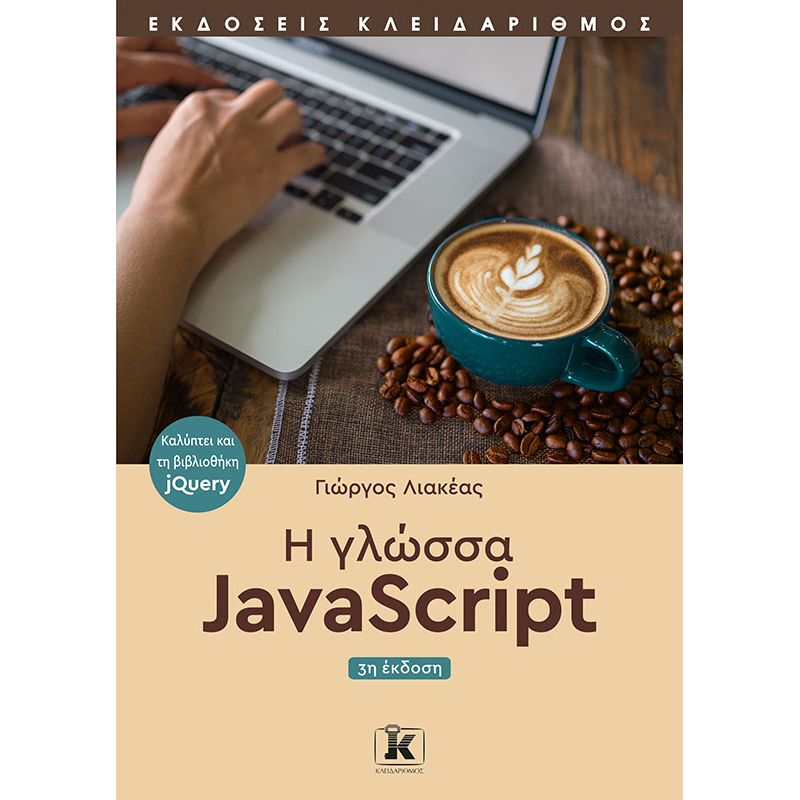 ΕΚΔΟΣΕΙΣ ΚΛΕΙΔΑΡΙΘΜΟΣ
Καλύπτει και
τη βιβλιοθήκη
jQuery
Γιώργος Λιακέας
Η γλώσσα
JavaScript
3η έκδοση
ΚΛΕΙΔΑΡΙΘΜΟΣ